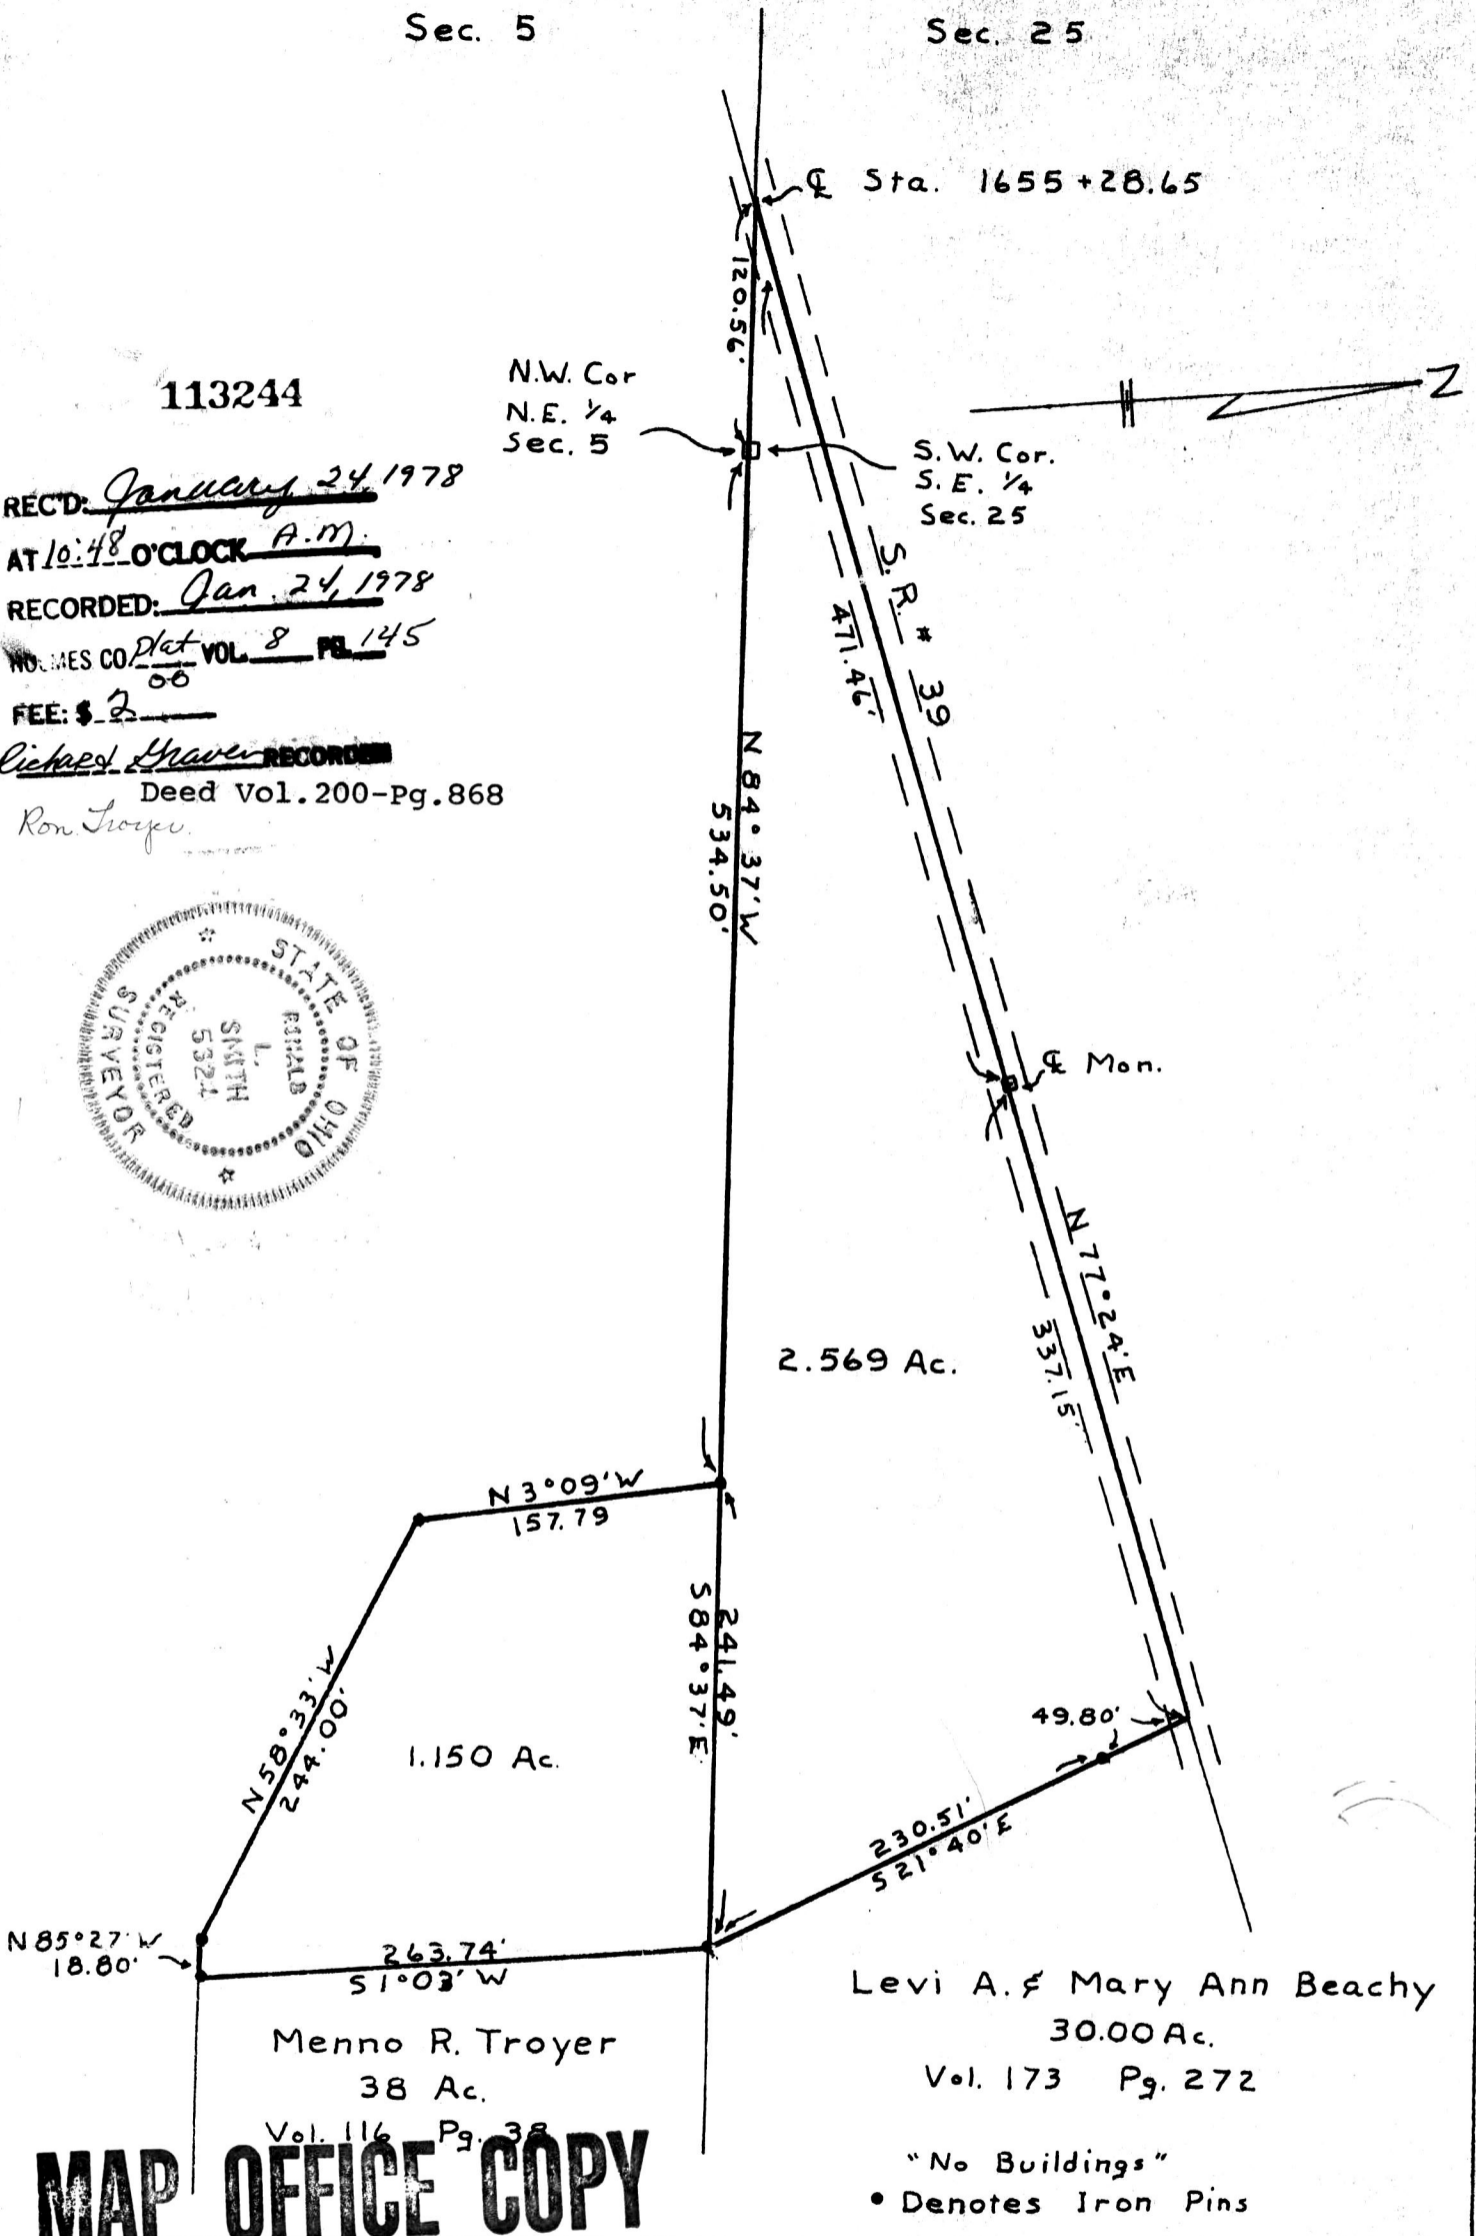 Sec. 5
Sec. 25
℄ Sta. 1655+28.65
120.56'
113244
N.W. Cor
N.E. ¼
Sec. 5
S.W. Cor.
S.E. ¼
Sec. 25
Z
REC'D: January 24, 1978
AT 10:48 O'CLOCK A.M.
RECORDED: Jan. 24, 1978
HOLMES CO. Plat VOL. 8 PG. 145
FEE: $ 2 00
Richard Graven RECORDER
Deed Vol.200-Pg.868
Ron Troyer
S.R. # 39
471.46'
N 84° 37' W
534.50'
STATE OF OHIO
L.
SMITH
REGISTERED
SURVEYOR
℄ Mon.
N 77° 24' E
337.15'
2.569 Ac.
N 3° 09' W
157.79
241.49'
S 84° 37' E
N 58° 33' W
244.00'
1.150 Ac.
49.80'
230.51'
S 21° 40' E
N 85° 27' W
18.80'
263.74'
S 1° 03' W
Menno R. Troyer
38 Ac.
Vol. 116 Pg. 38
Levi A. & Mary Ann Beachy
30.00 Ac.
Vol. 173 Pg. 272
"No Buildings"
• Denotes Iron Pins
MAP OFFICE COPY